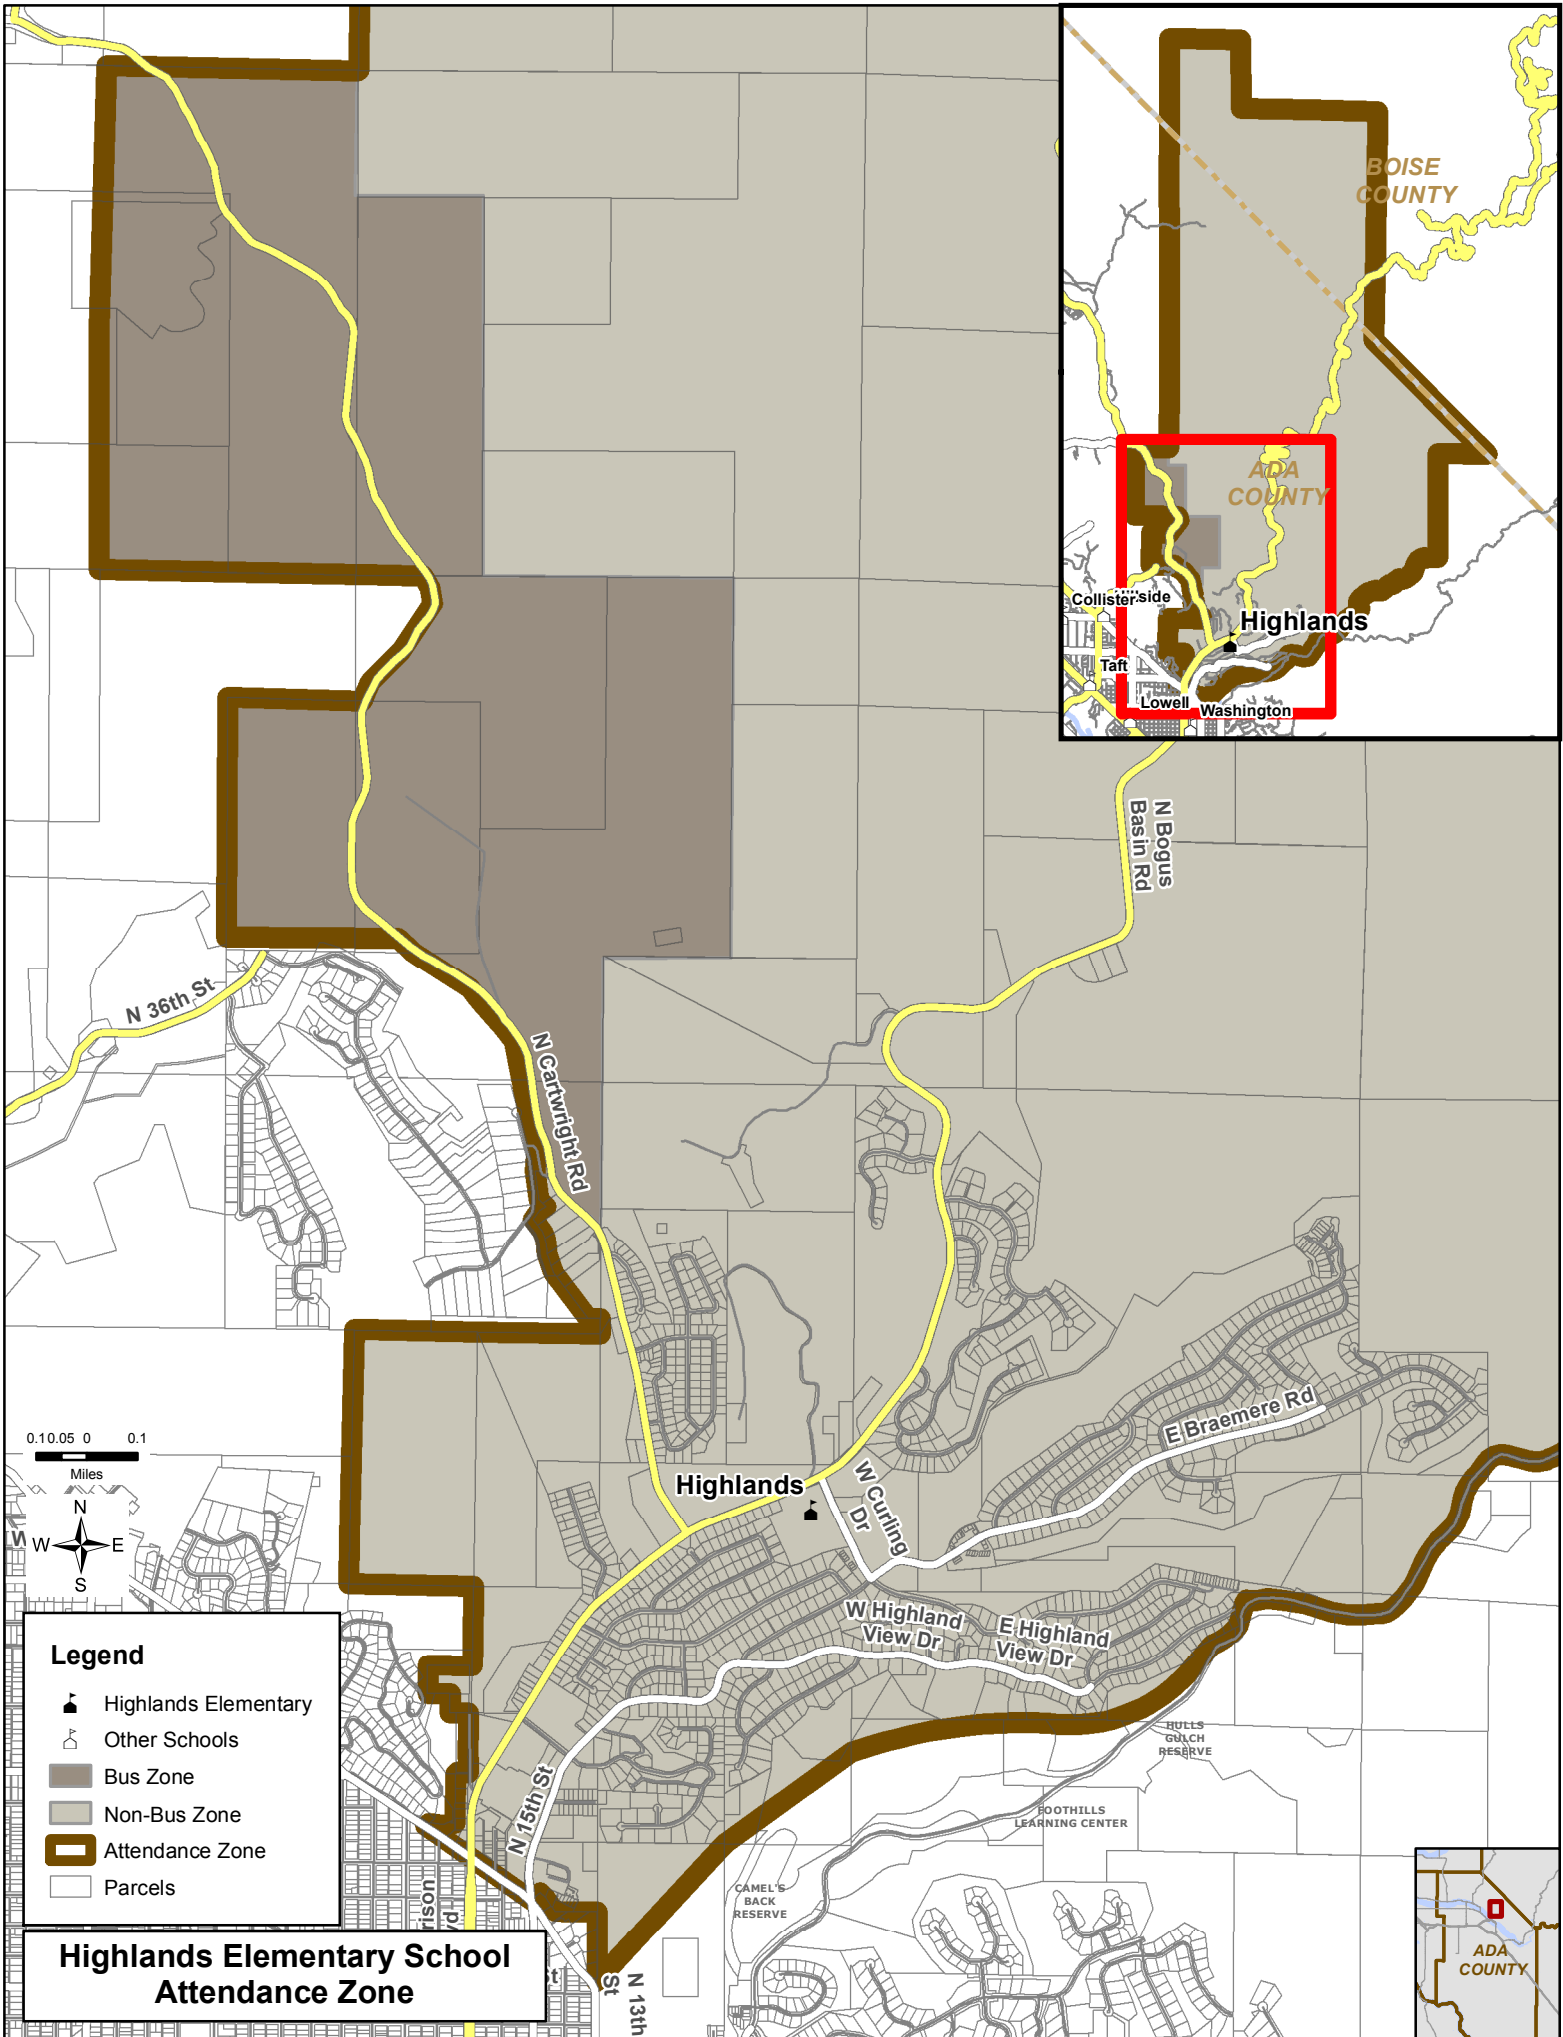 BOISE
COUNTY
ADA
COUNTY
Collister
Highlands
Taft
Lowell
Washington
N Bogus
Basin Rd
N 36th St
N Cartwright Rd
E Braemere Rd
Highlands
W Curling
Dr
W Highland
View Dr
E Highland
View Dr
N 15th St
HULLS
GULCH
RESERVE
FOOTHILLS
LEARNING CENTER
CAMEL'S
BACK
RESERVE
N 13th
St
0.1 0.05 0 0.1
Miles
N
W E
S
Legend
Highlands Elementary
Other Schools
Bus Zone
Non-Bus Zone
Attendance Zone
Parcels
Highlands Elementary School
Attendance Zone
ADA
COUNTY